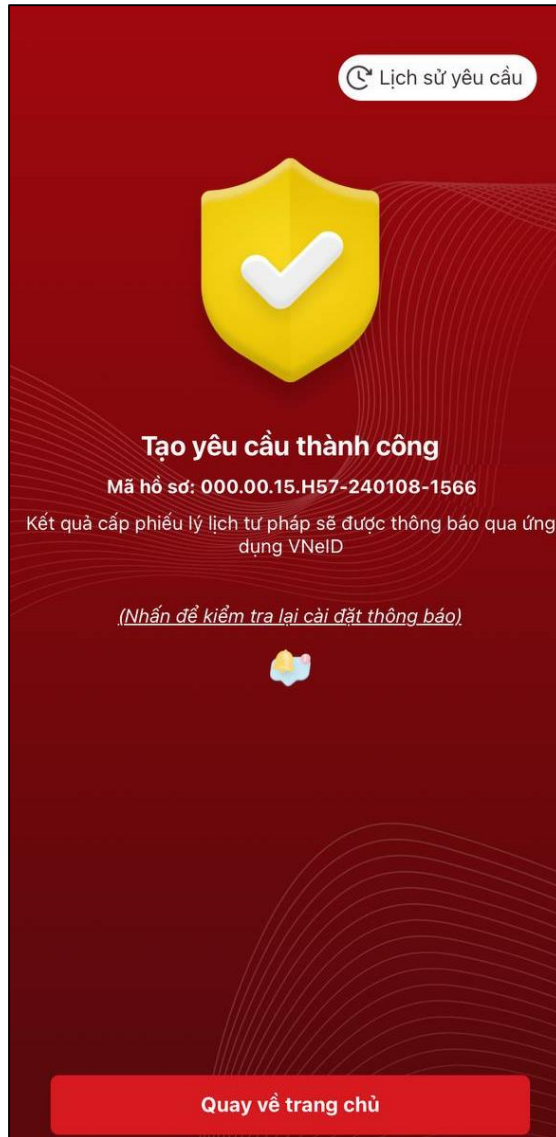 Lịch sử yêu cầu
Tạo yêu cầu thành công
Mã hồ sơ: 000.00.15.H57-240108-1566
Kết quả cấp phiếu lý lịch tư pháp sẽ được thông báo qua ứng
dụng VNeID
(Nhấn để kiểm tra lại cài đặt thông báo)
Quay về trang chủ